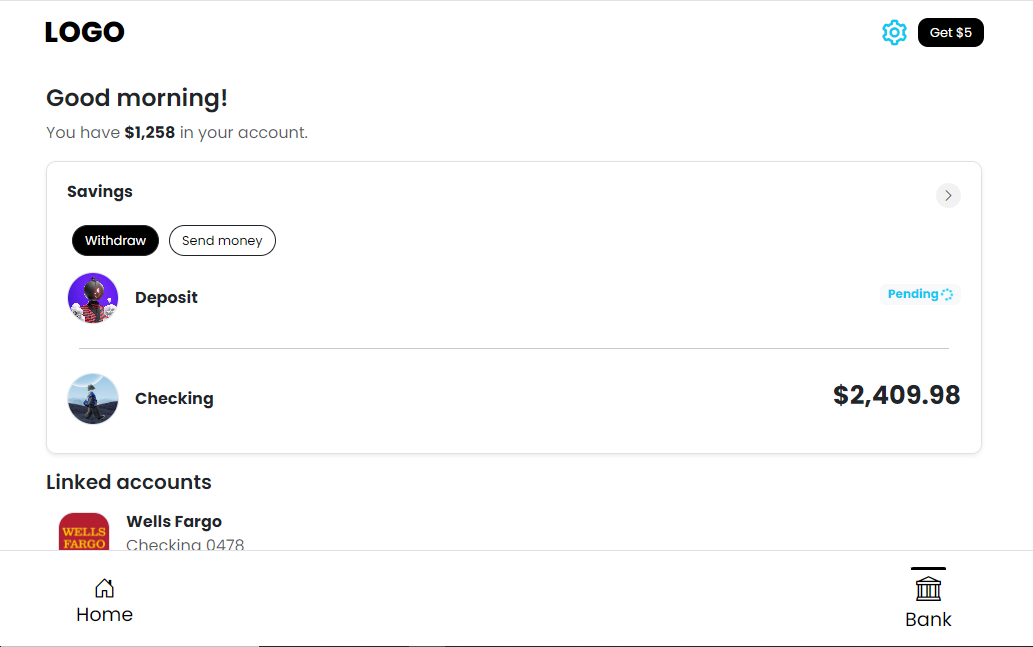 LOGO
Get $5
Good morning!
You have $1,258 in your account.
Savings
Withdraw
Send money
Deposit
Pending
Checking
$2,409.98
Linked accounts
WELLS
FARGO
Wells Fargo
Checking 0478
Home
Bank